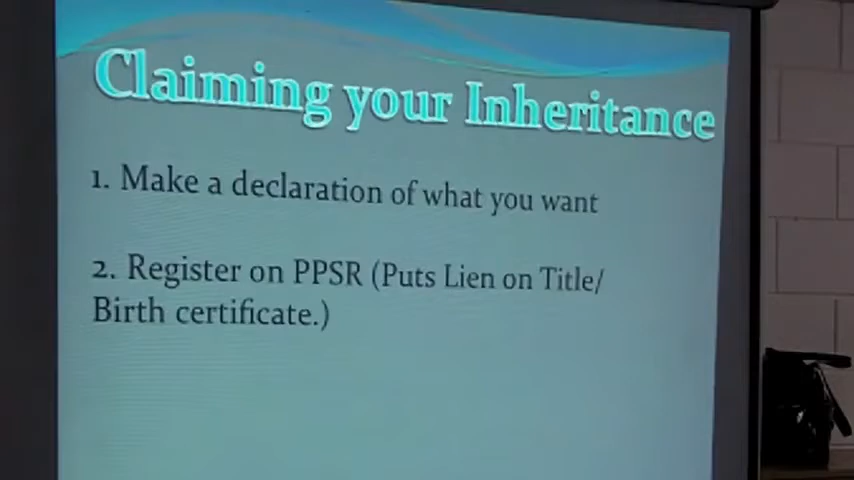 Claiming your Inheritance
1. Make a declaration of what you want
2. Register on PPSR (Puts Lien on Title/
Birth certificate.)